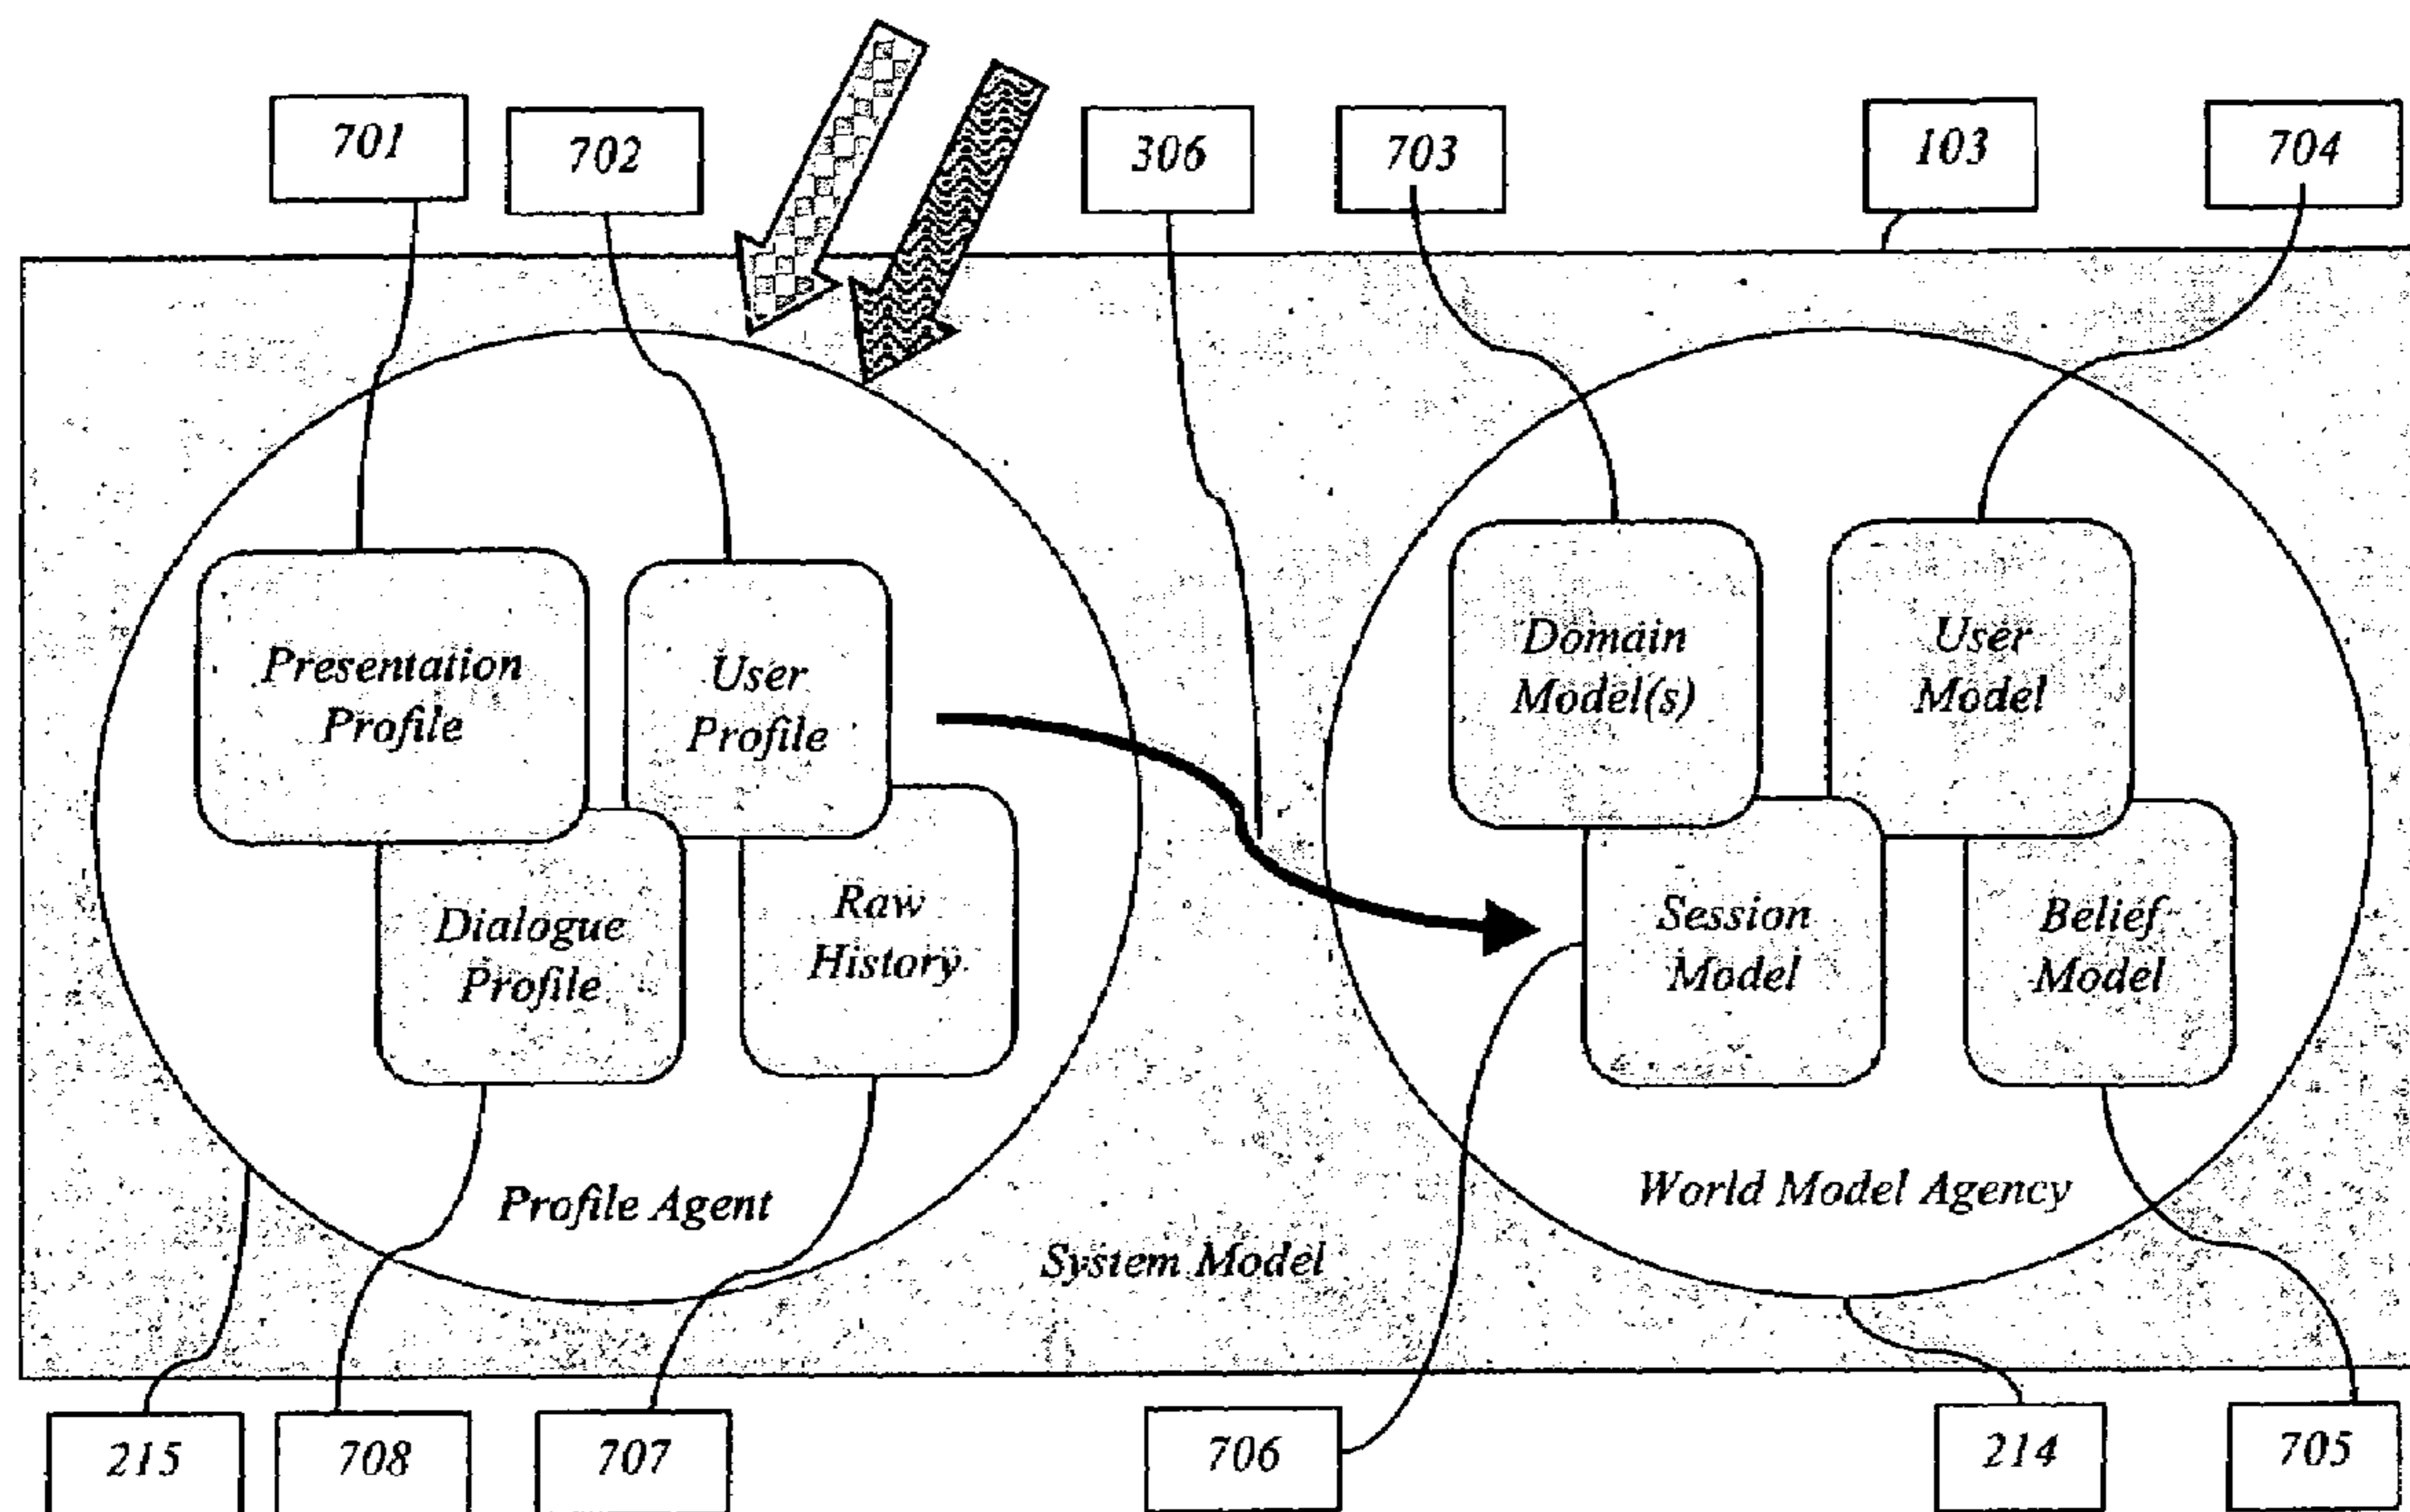 701
702
306
703
103
704
Presentation
Profile
User
Profile
Domain
Model(s)
User
Model
Dialogue
Profile
Raw
History
Session
Model
Belief
Model
Profile Agent
World Model Agency
System Model
215
708
707
706
214
705